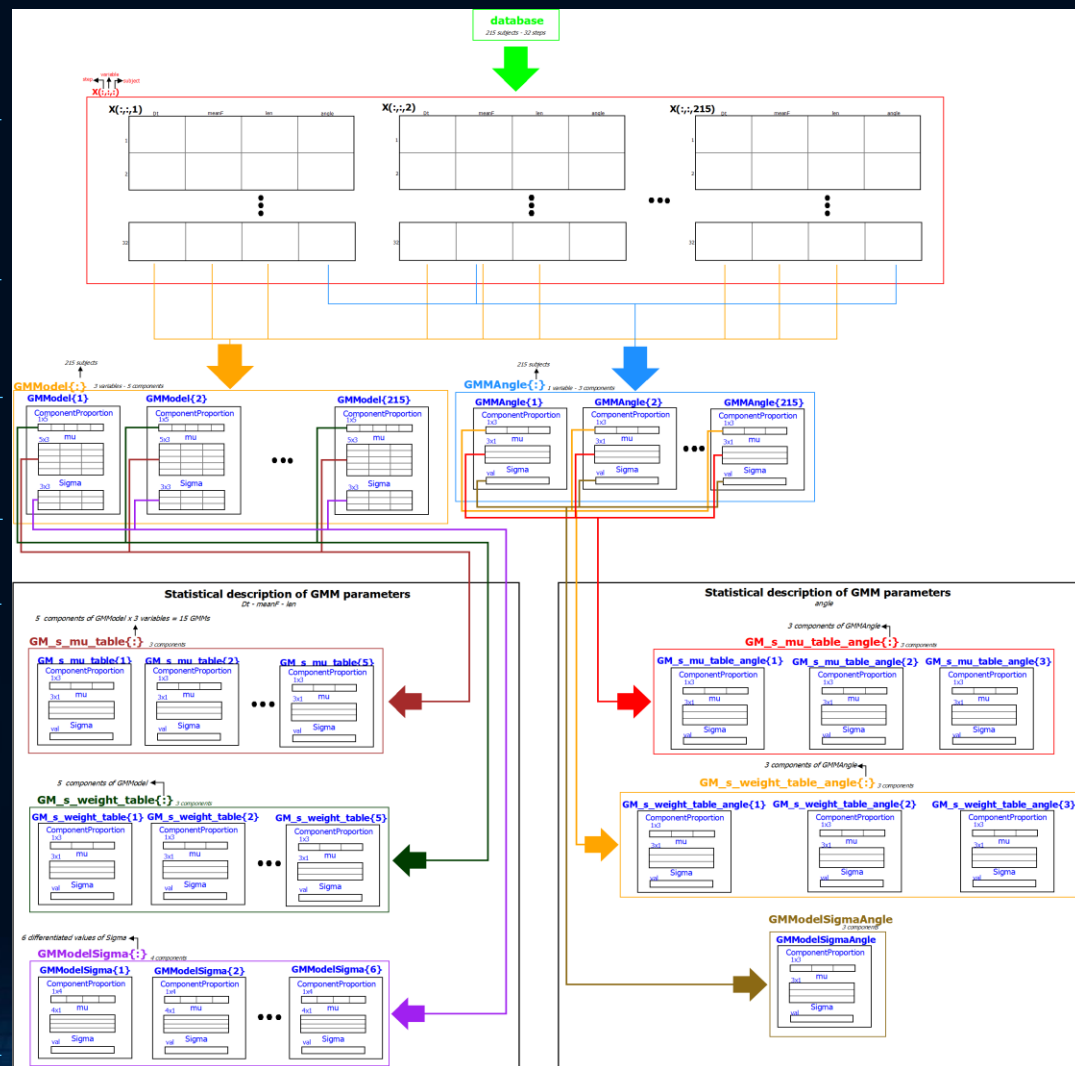 database
215 subjects - 32 steps
variable
step subject
X(:,:,:)
X(:,:,1) X(:,:,2) X(:,:,215)
Dt meanF len angle Dt meanF len angle Dt meanF len angle
1
2
32
215 subjects
GMModel{:} 3 variables - 5 components
GMModel{1} GMModel{2} GMModel{215}
ComponentProportion ComponentProportion ComponentProportion
1x5 1x5 1x5
mu mu mu
5x3 5x3 5x3
Sigma Sigma Sigma
3x3 3x3 3x3
215 subjects
GMMAngle{:} 1 variable - 3 components
GMMAngle{1} GMMAngle{2} GMMAngle{215}
ComponentProportion ComponentProportion ComponentProportion
1x3 1x3 1x3
mu mu mu
3x1 3x1 3x1
Sigma Sigma Sigma
val val val
Statistical description of GMM parameters
Dt - meanF - len
5 components of GMModel x 3 variables = 15 GMMs
GM_s_mu_table{:} 3 components
GM_s_mu_table{1} GM_s_mu_table{2} GM_s_mu_table{5}
ComponentProportion ComponentProportion ComponentProportion
1x3 1x3 1x3
mu mu mu
3x1 3x1 3x1
Sigma Sigma Sigma
val val val
5 components of GMModel
GM_s_weight_table{:} 3 components
GM_s_weight_table{1} GM_s_weight_table{2} GM_s_weight_table{5}
ComponentProportion ComponentProportion ComponentProportion
1x3 1x3 1x3
mu mu mu
3x1 3x1 3x1
Sigma Sigma Sigma
val val val
6 differentiated values of Sigma
GMModelSigma{:} 4 components
GMModelSigma{1} GMModelSigma{2} GMModelSigma{6}
ComponentProportion ComponentProportion ComponentProportion
1x4 1x4 1x4
mu mu mu
4x1 4x1 4x1
Sigma Sigma Sigma
val val val
Statistical description of GMM parameters
angle
3 components of GMMAngle
GM_s_mu_table_angle{:} 3 components
GM_s_mu_table_angle{1} GM_s_mu_table_angle{2} GM_s_mu_table_angle{3}
ComponentProportion ComponentProportion ComponentProportion
1x3 1x3 1x3
mu mu mu
3x1 3x1 3x1
Sigma Sigma Sigma
val val val
3 components of GMMAngle
GM_s_weight_table_angle{:} 3 components
GM_s_weight_table_angle{1} GM_s_weight_table_angle{2} GM_s_weight_table_angle{3}
ComponentProportion ComponentProportion ComponentProportion
1x3 1x3 1x3
mu mu mu
3x1 3x1 3x1
Sigma Sigma Sigma
val val val
GMModelSigmaAngle
3 components
GMModelSigmaAngle
ComponentProportion
1x3
mu
3x1
Sigma
val